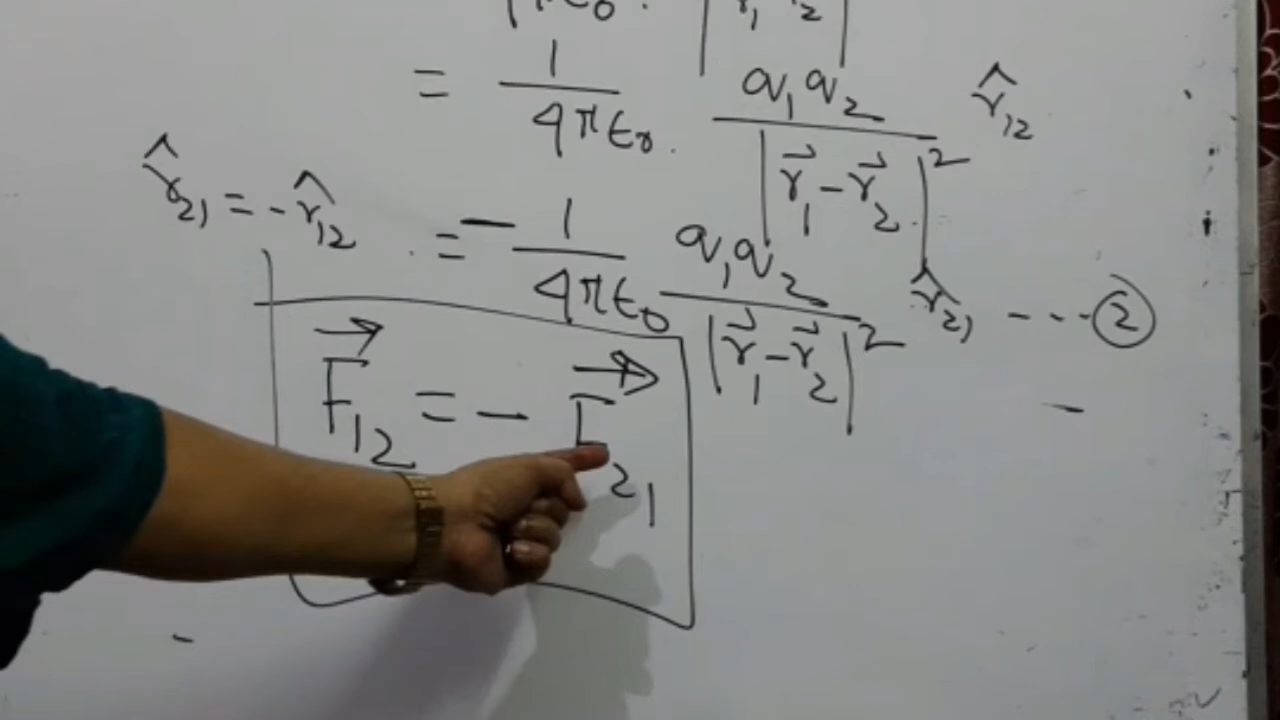 = 1/4πε₀ . q₁q₂/|r⃗₁-r⃗₂|² r̂₁₂
r̂₂₁ = -r̂₁₂
= - 1/4πε₀ q₁q₂/|r⃗₁-r⃗₂|² r̂₂₁ --- ②
F⃗₁₂ = - F⃗₂₁